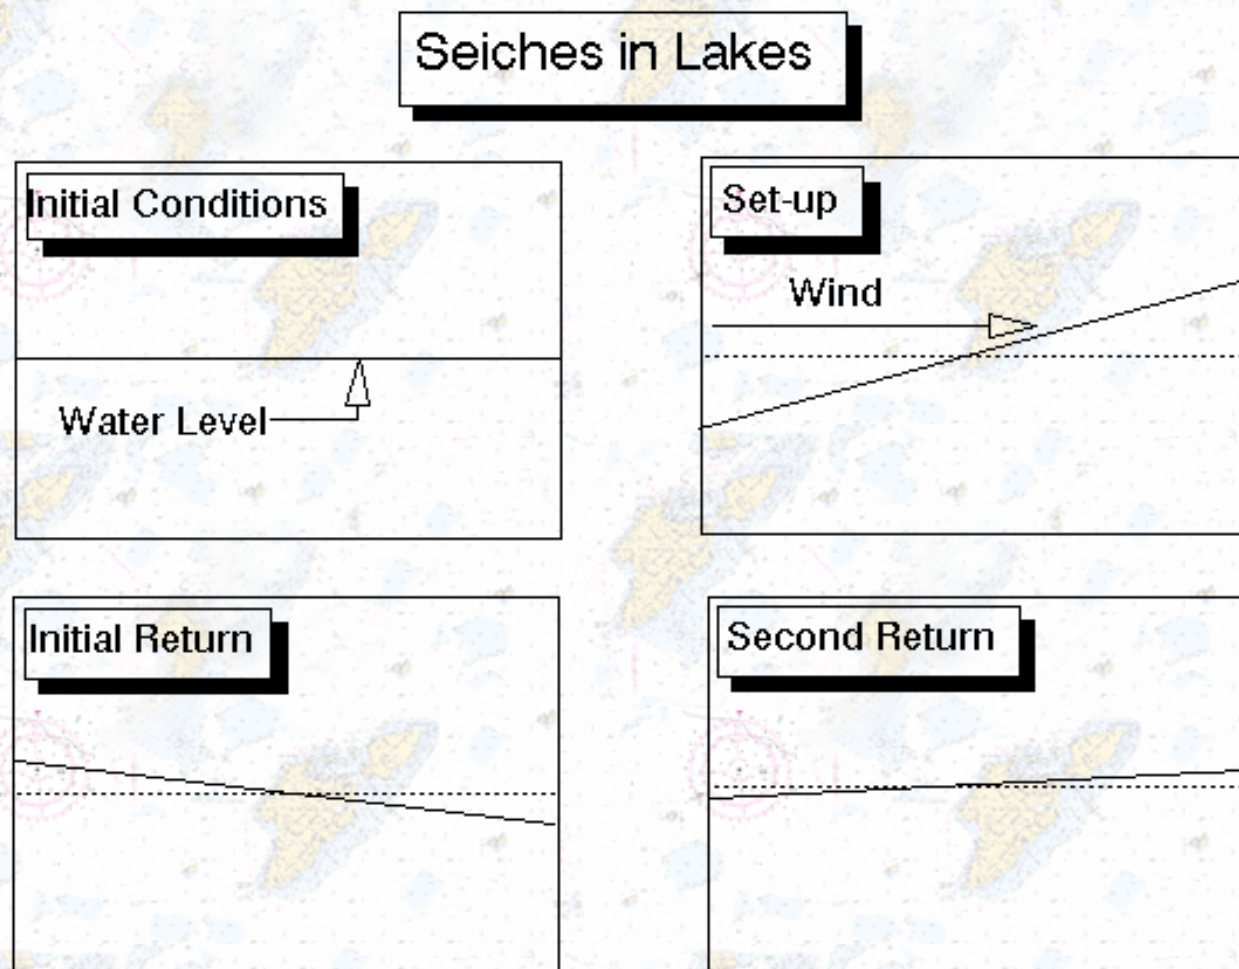 Seiches in Lakes
Initial Conditions
Water Level
Set-up
Wind
Initial Return
Second Return